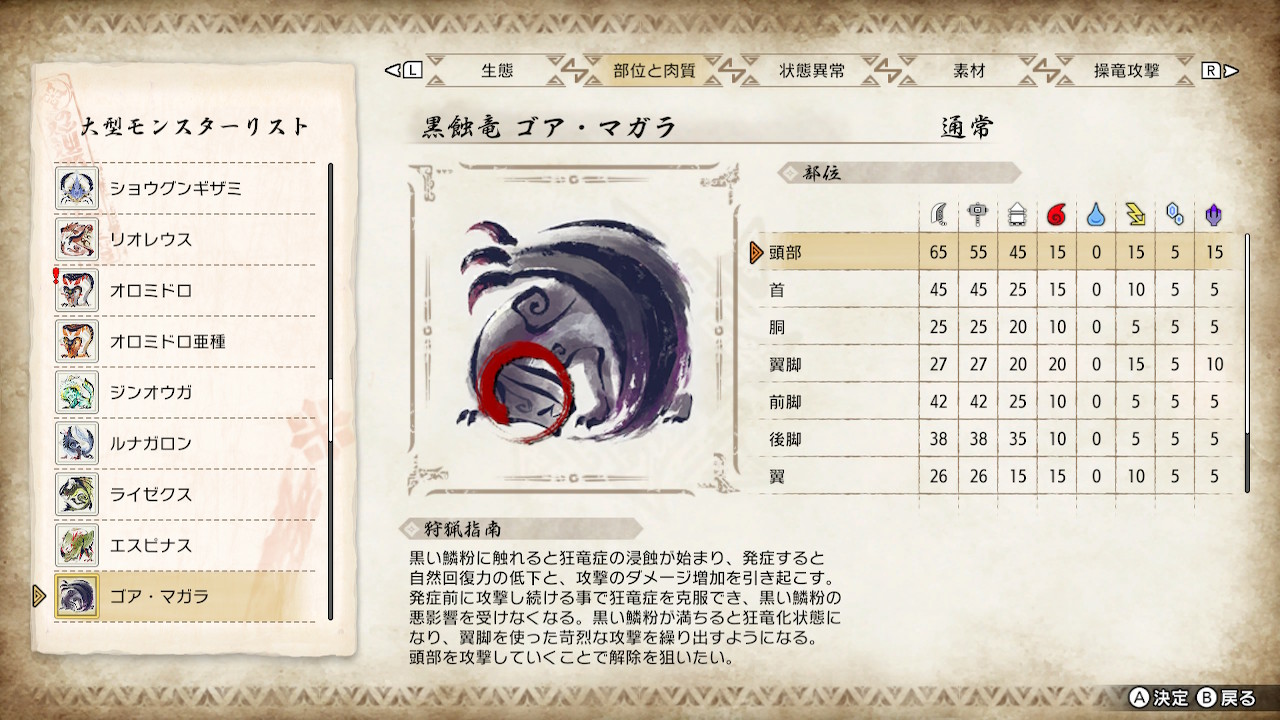 L 生態 部位と肉質 状態異常 素材 操竜攻撃 R
大型モンスターリスト
ショウグンギザミ
リオレウス
オロミドロ
オロミドロ亜種
ジンオウガ
ルナガロン
ライゼクス
エスピナス
ゴア・マガラ
黒蝕竜 ゴア・マガラ 通常
部位
頭部 65 55 45 15 0 15 5 15
首 45 45 25 15 0 10 5 5
胴 25 25 20 10 0 5 5 5
翼脚 27 27 20 20 0 15 5 10
前脚 42 42 25 10 0 5 5 5
後脚 38 38 35 10 0 5 5 5
翼 26 26 15 15 0 10 5 5
狩猟指南
黒い鱗粉に触れると狂竜症の浸蝕が始まり、発症すると
自然回復力の低下と、攻撃のダメージ増加を引き起こす。
発症前に攻撃し続ける事で狂竜症を克服でき、黒い鱗粉の
悪影響を受けなくなる。黒い鱗粉が満ちると狂竜化状態に
なり、翼脚を使った苛烈な攻撃を繰り出すようになる。
頭部を攻撃していくことで解除を狙いたい。
A 決定 B 戻る